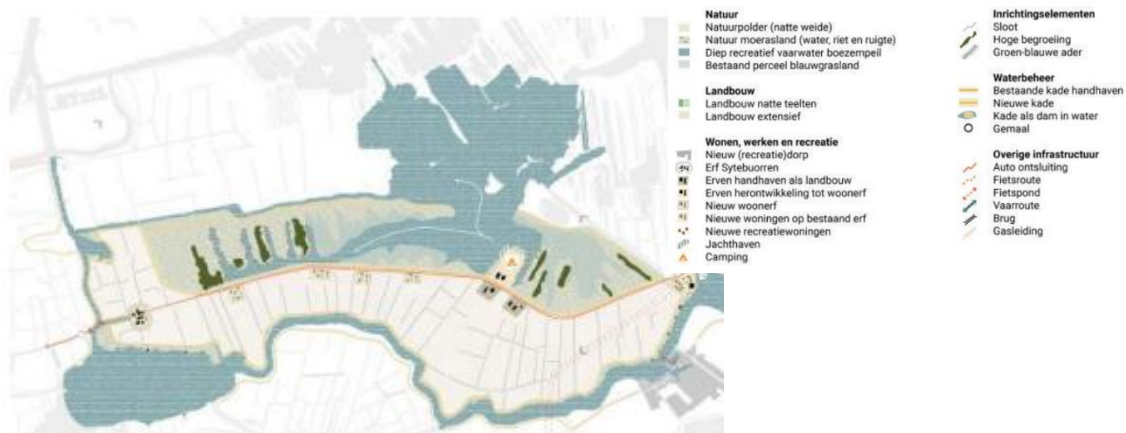 Natuur
Natuurpolder (natte weide)
Natuur moerasland (water, riet en ruigte)
Diep recreatief vaarwater boezempeil
Bestaand perceel blauwgrasland
Landbouw
Landbouw natte teelten
Landbouw extensief
Wonen, werken en recreatie
Nieuw (recreatie)dorp
Erf Sytebuorren
Erven handhaven als landbouw
Erven herontwikkeling tot woonerf
Nieuw woonerf
Nieuwe woningen op bestaand erf
Nieuwe recreatiewoningen
Jachthaven
Camping
Inrichtingselementen
Sloot
Hoge begroeiing
Groen-blauwe ader
Waterbeheer
Bestaande kade handhaven
Nieuwe kade
Kade als dam in water
Gemaal
Overige infrastructuur
Auto ontsluiting
Fietsroute
Fietspond
Vaarroute
Brug
Gasleiding